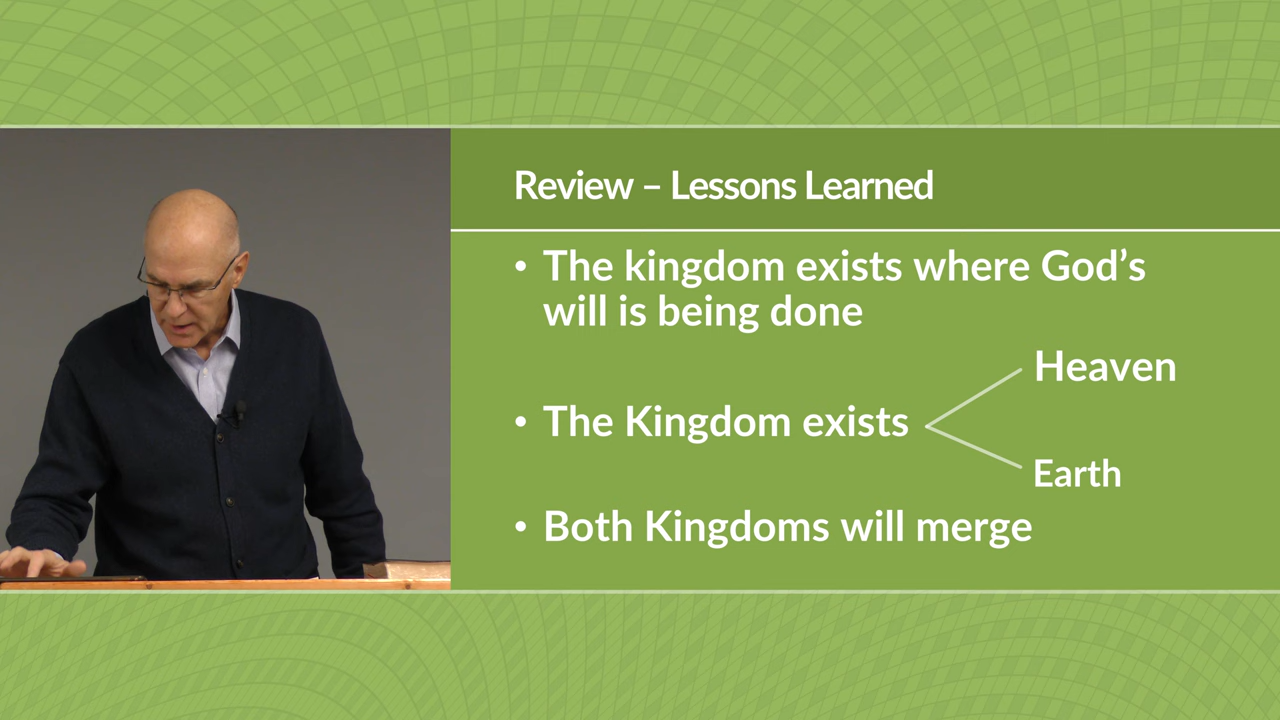 Review – Lessons Learned
• The kingdom exists where God’s
will is being done
Heaven
• The Kingdom exists
Earth
• Both Kingdoms will merge